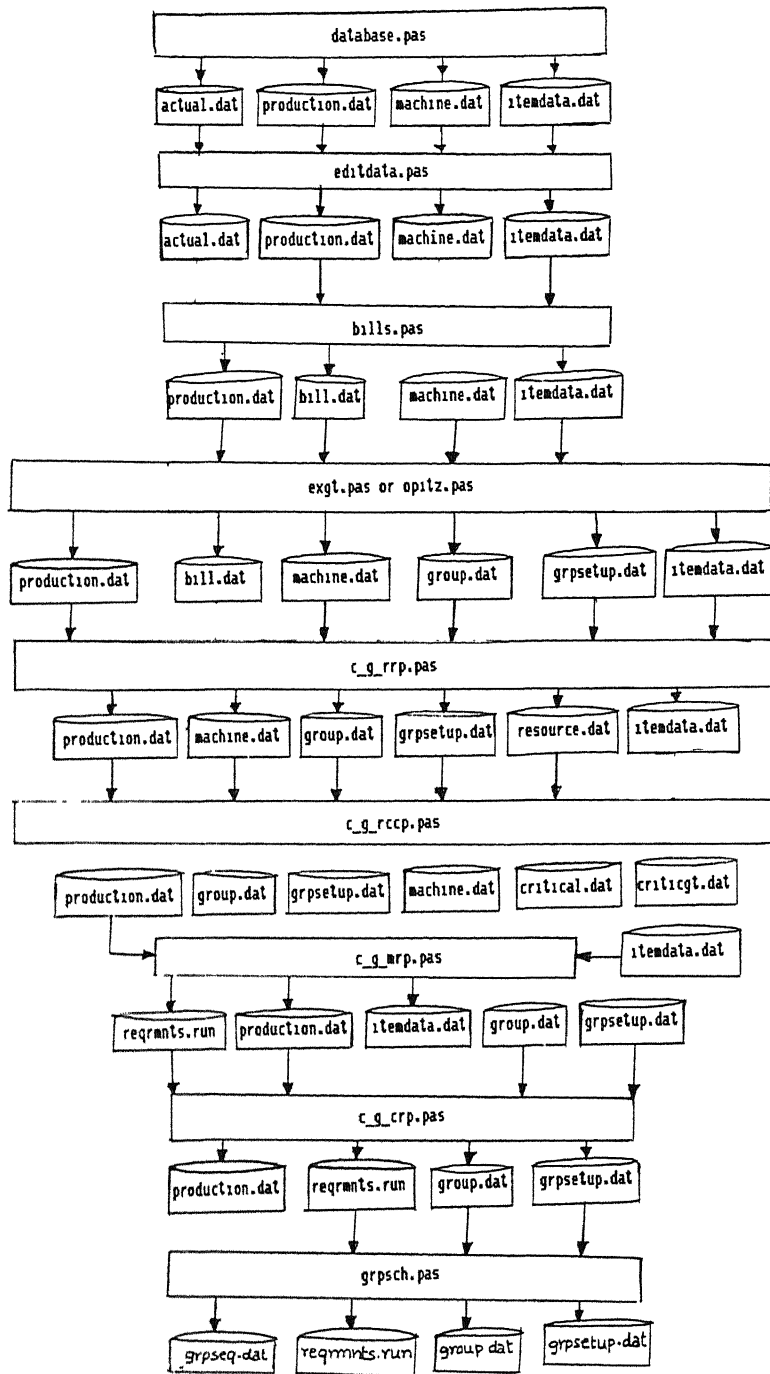 database.pas
actual.dat production.dat machine.dat itemdata.dat
editdata.pas
actual.dat production.dat machine.dat itemdata.dat
bills.pas
production.dat bill.dat machine.dat itemdata.dat
exgt.pas or opitz.pas
production.dat bill.dat machine.dat group.dat grpsetup.dat itemdata.dat
c_g_rrp.pas
production.dat machine.dat group.dat grpsetup.dat resource.dat itemdata.dat
c_g_rccp.pas
production.dat group.dat grpsetup.dat machine.dat critical.dat criticgt.dat
c_g_mrp.pas itemdata.dat
reqrmnts.run production.dat itemdata.dat group.dat grpsetup.dat
c_g_crp.pas
production.dat reqrmnts.run group.dat grpsetup.dat
grpsch.pas
grpseq.dat reqrmnts.run group dat grpsetup.dat